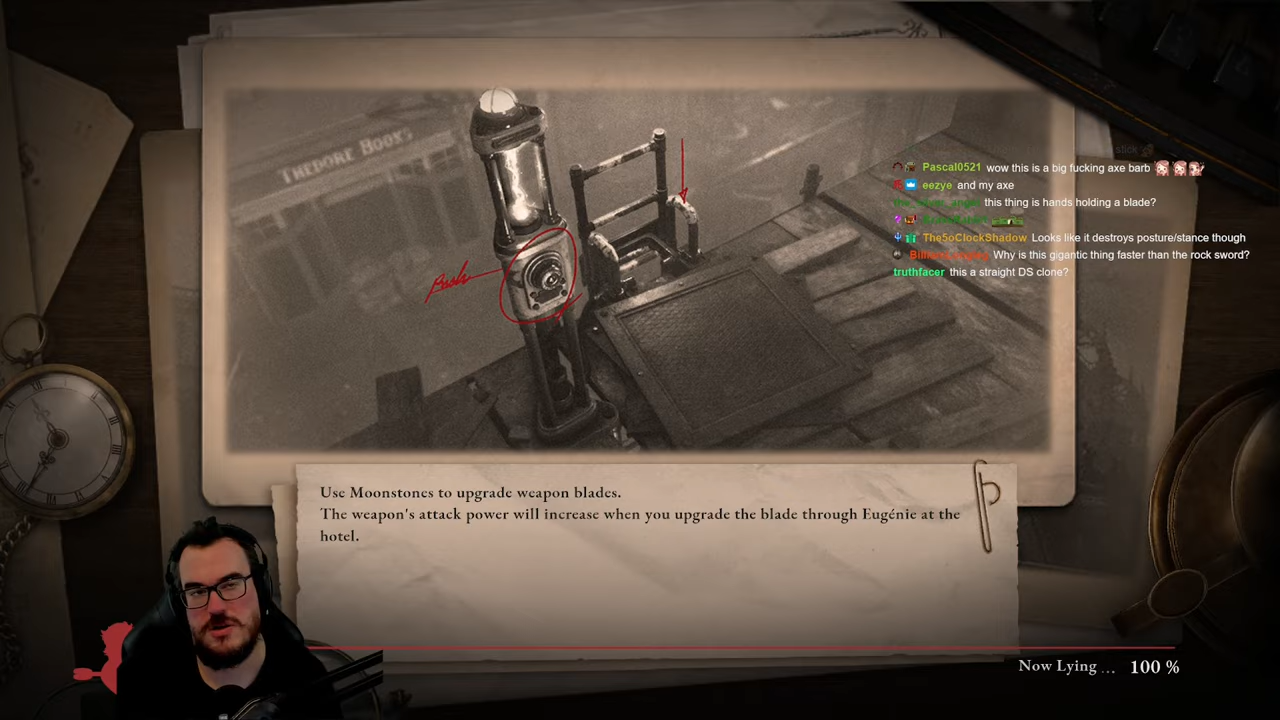 THEBORE BOOKS
Push
stick
Pascal0521 wow this is a big fucking axe barb
eezye and my axe
this thing is hands holding a blade?
The5oClockShadow Looks like it destroys posture/stance though
Why is this gigantic thing faster than the rock sword?
truthfacer this a straight DS clone?
Use Moonstones to upgrade weapon blades.
The weapon's attack power will increase when you upgrade the blade through Eugénie at the
hotel.
Now Lying ... 100 %